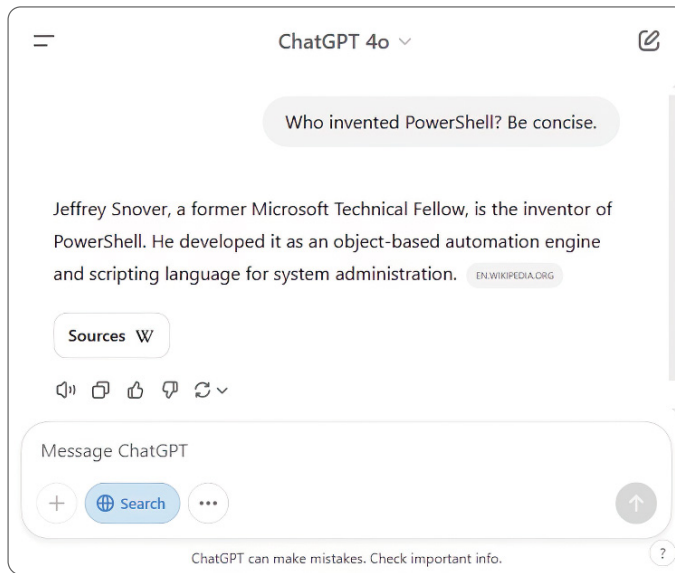 ChatGPT 4o
Who invented PowerShell? Be concise.
Jeffrey Snover, a former Microsoft Technical Fellow, is the inventor of
PowerShell. He developed it as an object-based automation engine
and scripting language for system administration. EN.WIKIPEDIA.ORG
Sources W
Message ChatGPT
Search
ChatGPT can make mistakes. Check important info.
?